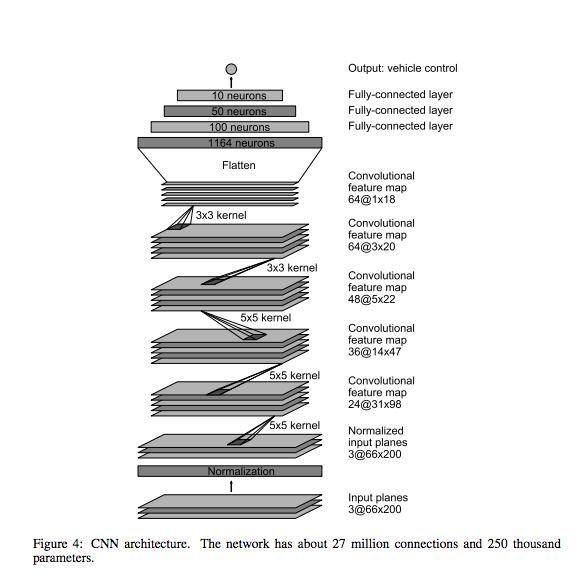 Output: vehicle control
10 neurons
Fully-connected layer
50 neurons
Fully-connected layer
100 neurons
Fully-connected layer
1164 neurons
Flatten
Convolutional
feature map
64@1x18
3x3 kernel
Convolutional
feature map
64@3x20
3x3 kernel
Convolutional
feature map
48@5x22
5x5 kernel
Convolutional
feature map
36@14x47
5x5 kernel
Convolutional
feature map
24@31x98
5x5 kernel
Normalized
input planes
3@66x200
Normalization
Input planes
3@66x200
Figure 4: CNN architecture. The network has about 27 million connections and 250 thousand
parameters.